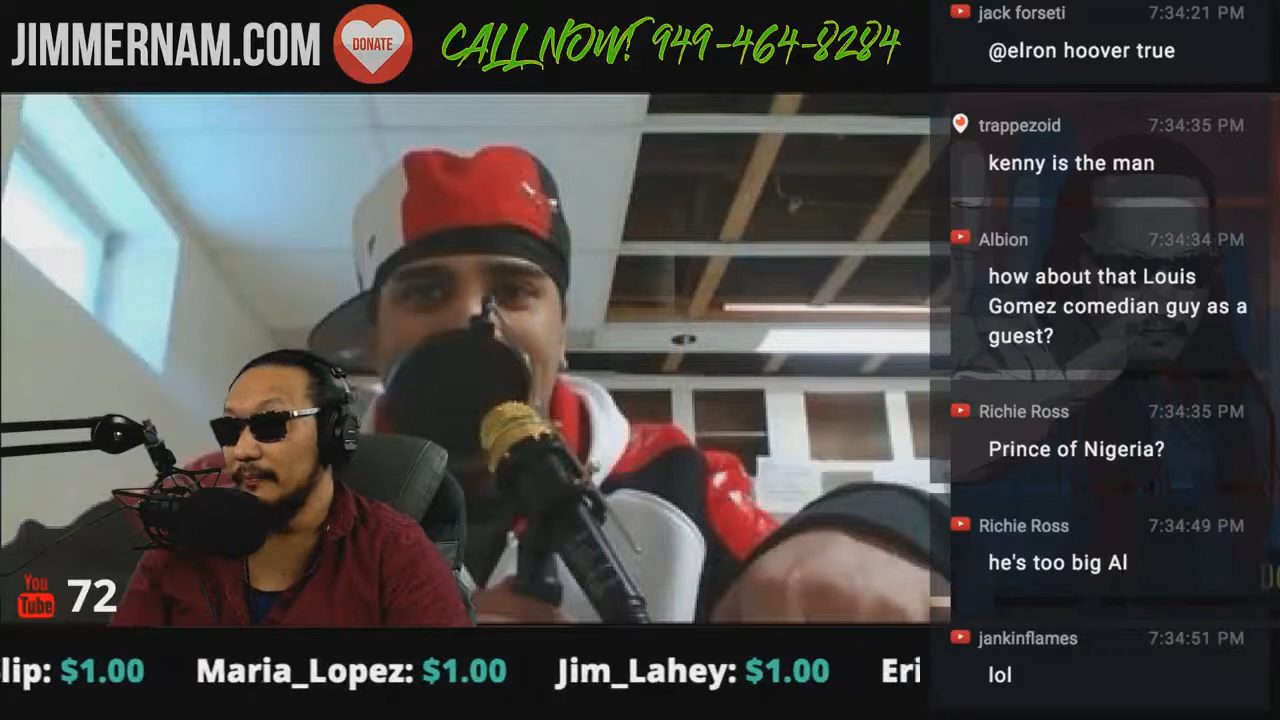 JIMMERNAM.COM
DONATE
CALL NOW! 949-464-8284
jack forseti 7:34:21 PM
@elron hoover true
trappezoid 7:34:35 PM
kenny is the man
Albion 7:34:34 PM
how about that Louis
Gomez comedian guy as a
guest?
Richie Ross 7:34:35 PM
Prince of Nigeria?
Richie Ross 7:34:49 PM
he's too big Al
jankinflames 7:34:51 PM
lol
You
Tube 72
lip: $1.00 Maria_Lopez: $1.00 Jim_Lahey: $1.00 Eri